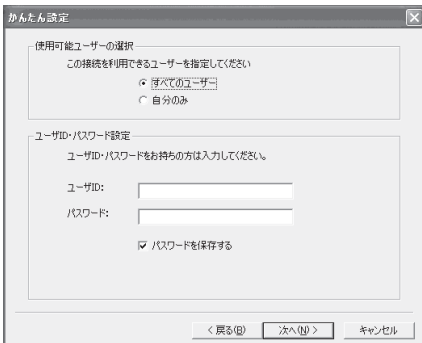 かんたん設定
使用可能ユーザーの選択
この接続を利用できるユーザーを指定してください
すべてのユーザー
自分のみ
ユーザID・パスワード設定
ユーザID・パスワードをお持ちの方は入力してください。
ユーザID:
パスワード:
パスワードを保存する
< 戻る(B) 次へ(N) > キャンセル